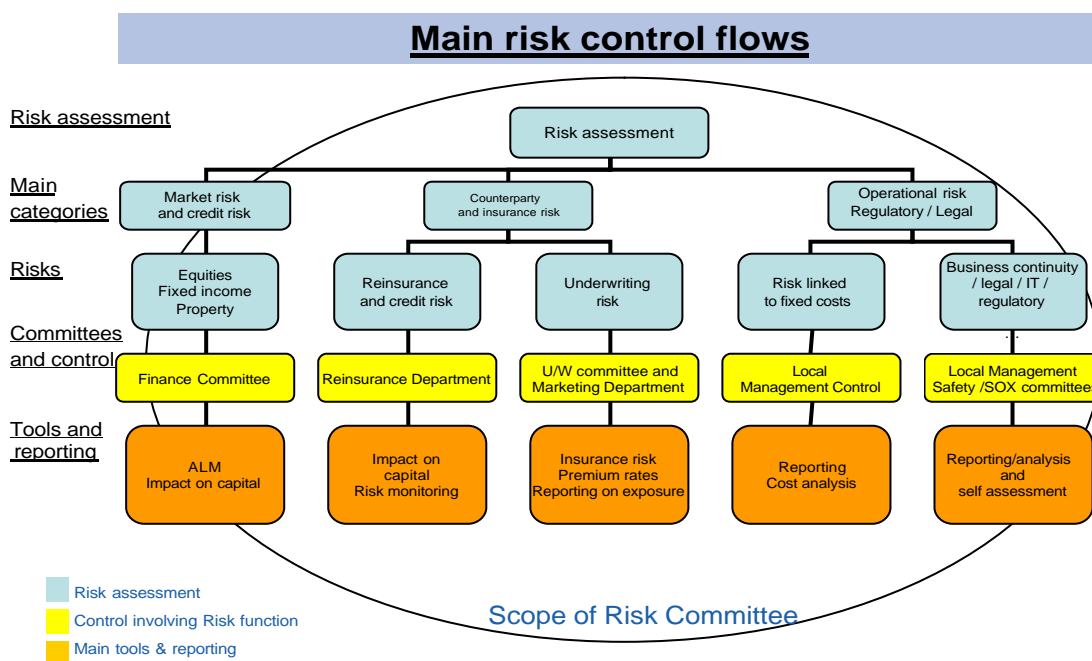 Main risk control flows
Risk assessment
Risk assessment
Main
categories
Market risk
and credit risk
Counterparty
and insurance risk
Operational risk
Regulatory / Legal
Risks
Equities
Fixed income
Property
Reinsurance
and credit risk
Underwriting
risk
Risk linked
to fixed costs
Business continuity
/ legal / IT /
regulatory
...
Committees
and control
Finance Committee
Reinsurance Department
U/W committee and
Marketing Department
Local
Management Control
Local Management
Safety /SOX committees
Tools and
reporting
ALM
Impact on capital
Impact on
capital
Risk monitoring
Insurance risk
Premium rates
Reporting on exposure
Reporting
Cost analysis
Reporting/analysis
and
self assessment
Risk assessment
Control involving Risk function
Main tools & reporting
Scope of Risk Committee